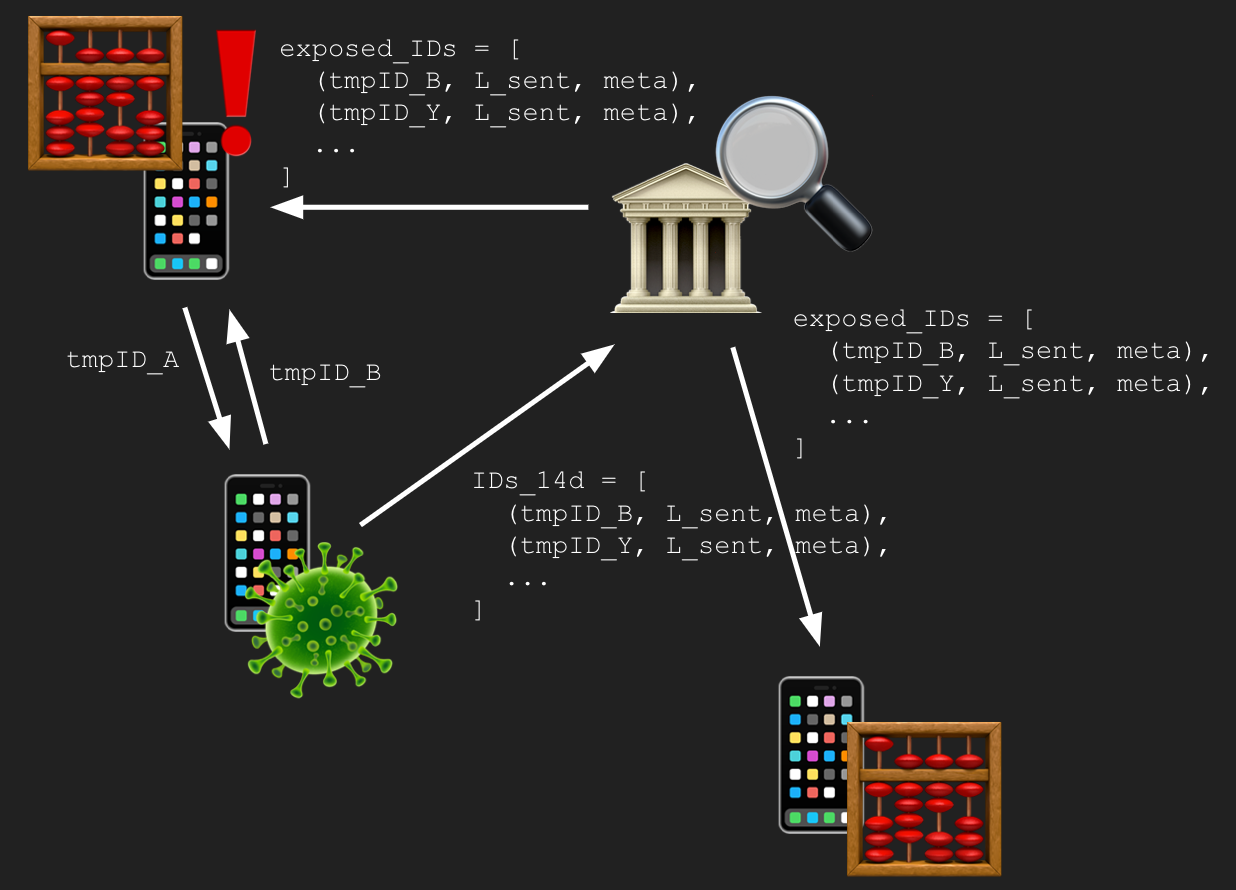 exposed_IDs = [
(tmpID_B, L_sent, meta),
(tmpID_Y, L_sent, meta),
...
]
tmpID_A
tmpID_B
exposed_IDs = [
(tmpID_B, L_sent, meta),
(tmpID_Y, L_sent, meta),
...
]
IDs_14d = [
(tmpID_B, L_sent, meta),
(tmpID_Y, L_sent, meta),
...
]